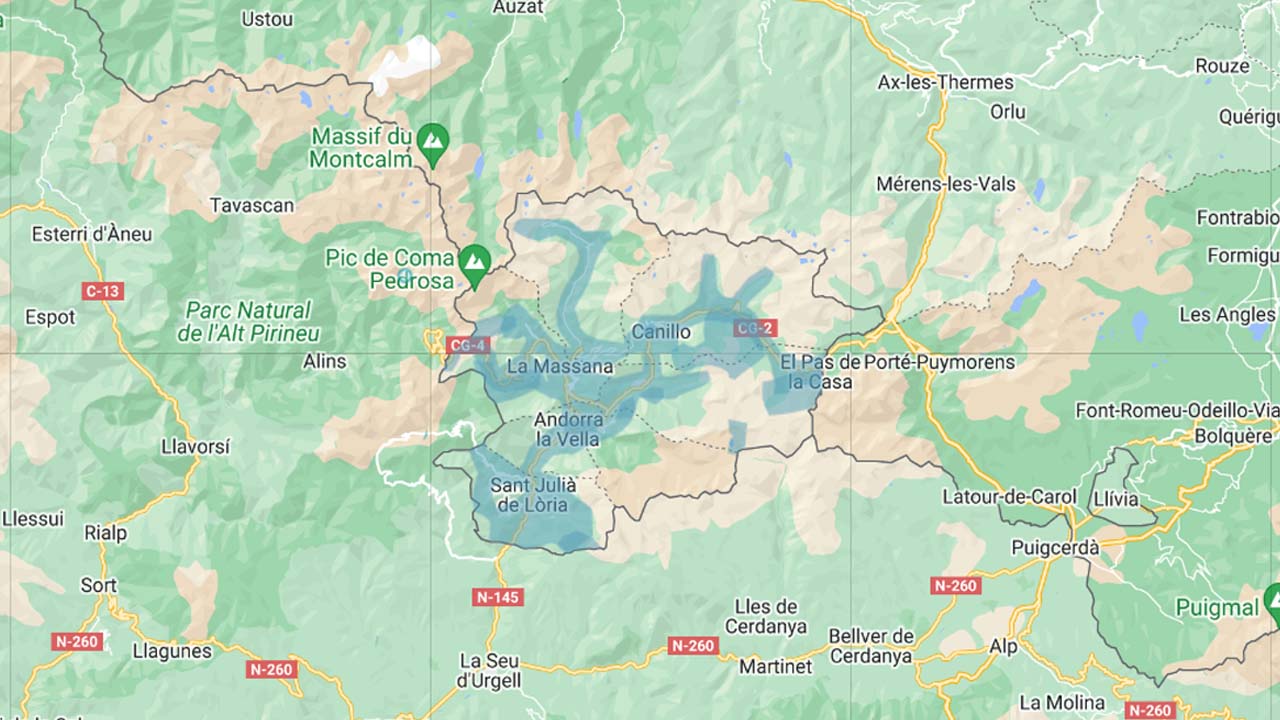 Auzat
Ustou
Rouze
Ax-les-Thermes
Orlu
Massif du
Montcalm
Mérens-les-Vals
Tavascan
Esterri d'Àneu
Pic de Coma
Pedrosa
Formigu
C-13
Parc Natural
de l'Alt Pirineu
Espot
Les Angles
Canillo
CG-2
CG-4
Alins
La Massana
El Pas de
la Casa
Porté-Puymorens
Font-Romeu-Odeillo-Via
Andorra
la Vella
Bolquère
Llavorsí
Sant Julià
de Lòria
Latour-de-Carol
Llívia
Llessui
Rialp
Puigcerdà
Sort
N-260
N-145
Puigmal
Lles de
Cerdanya
N-260
Llagunes
N-260
Bellver de
Cerdanya
N-260
Alp
Martinet
La Seu
d'Urgell
La Molina
N-260